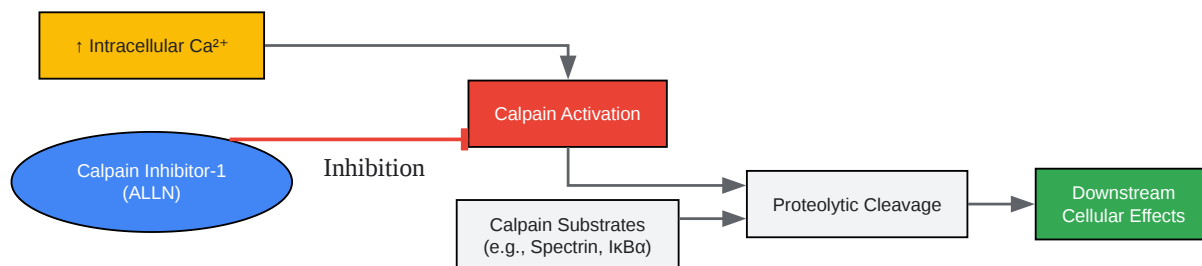 ↑ Intracellular Ca²⁺
Calpain Activation
Calpain Inhibitor-1
(ALLN)
Inhibition
Calpain Substrates
(e.g., Spectrin, IκBα)
Proteolytic Cleavage
Downstream
Cellular Effects